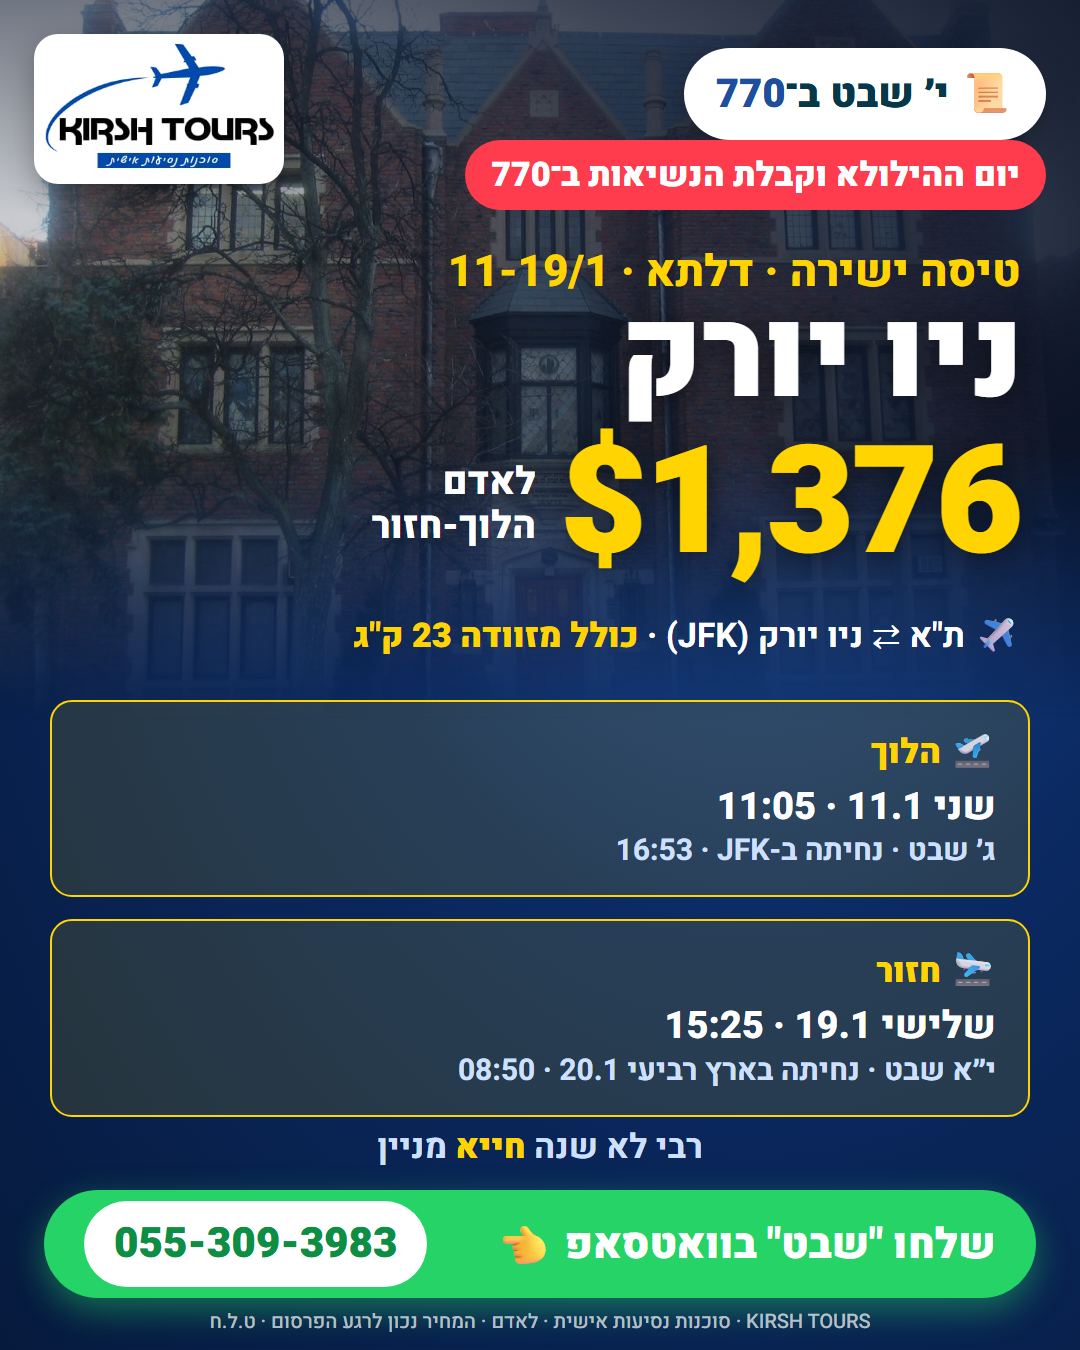 KIRSH TOURS
סוכנות נסיעות אישית
י׳ שבט ב־770
יום ההילולא וקבלת הנשיאות ב־770
טיסה ישירה · דלתא · 11-19/1
ניו יורק
$1,376
לאדם
הלוך-חזור
ת"א ⇄ ניו יורק (JFK) · כולל מזוודה 23 ק"ג
הלוך
שני 11.1 · 11:05
ג׳ שבט · נחיתה ב-JFK · 16:53
חזור
שלישי 19.1 · 15:25
י״א שבט · נחיתה בארץ רביעי 20.1 · 08:50
רבי לא שנה חייא מניין
שלחו "שבט" בוואטסאפ
055-309-3983
KIRSH TOURS · סוכנות נסיעות אישית · לאדם · המחיר נכון לרגע הפרסום · ט.ל.ח